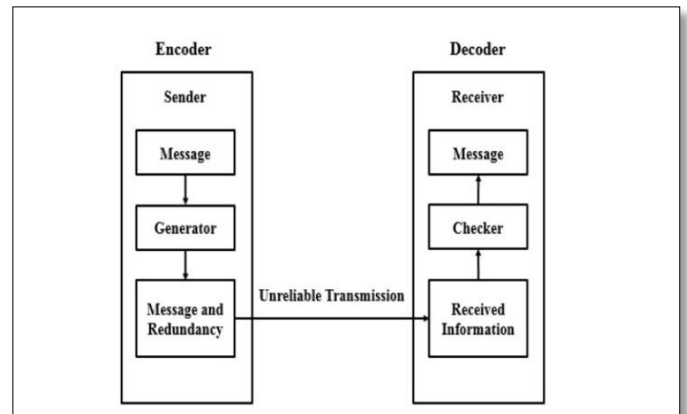 Encoder
Sender
Message
Generator
Message and
Redundancy
Unreliable Transmission
Decoder
Receiver
Message
Checker
Received
Information